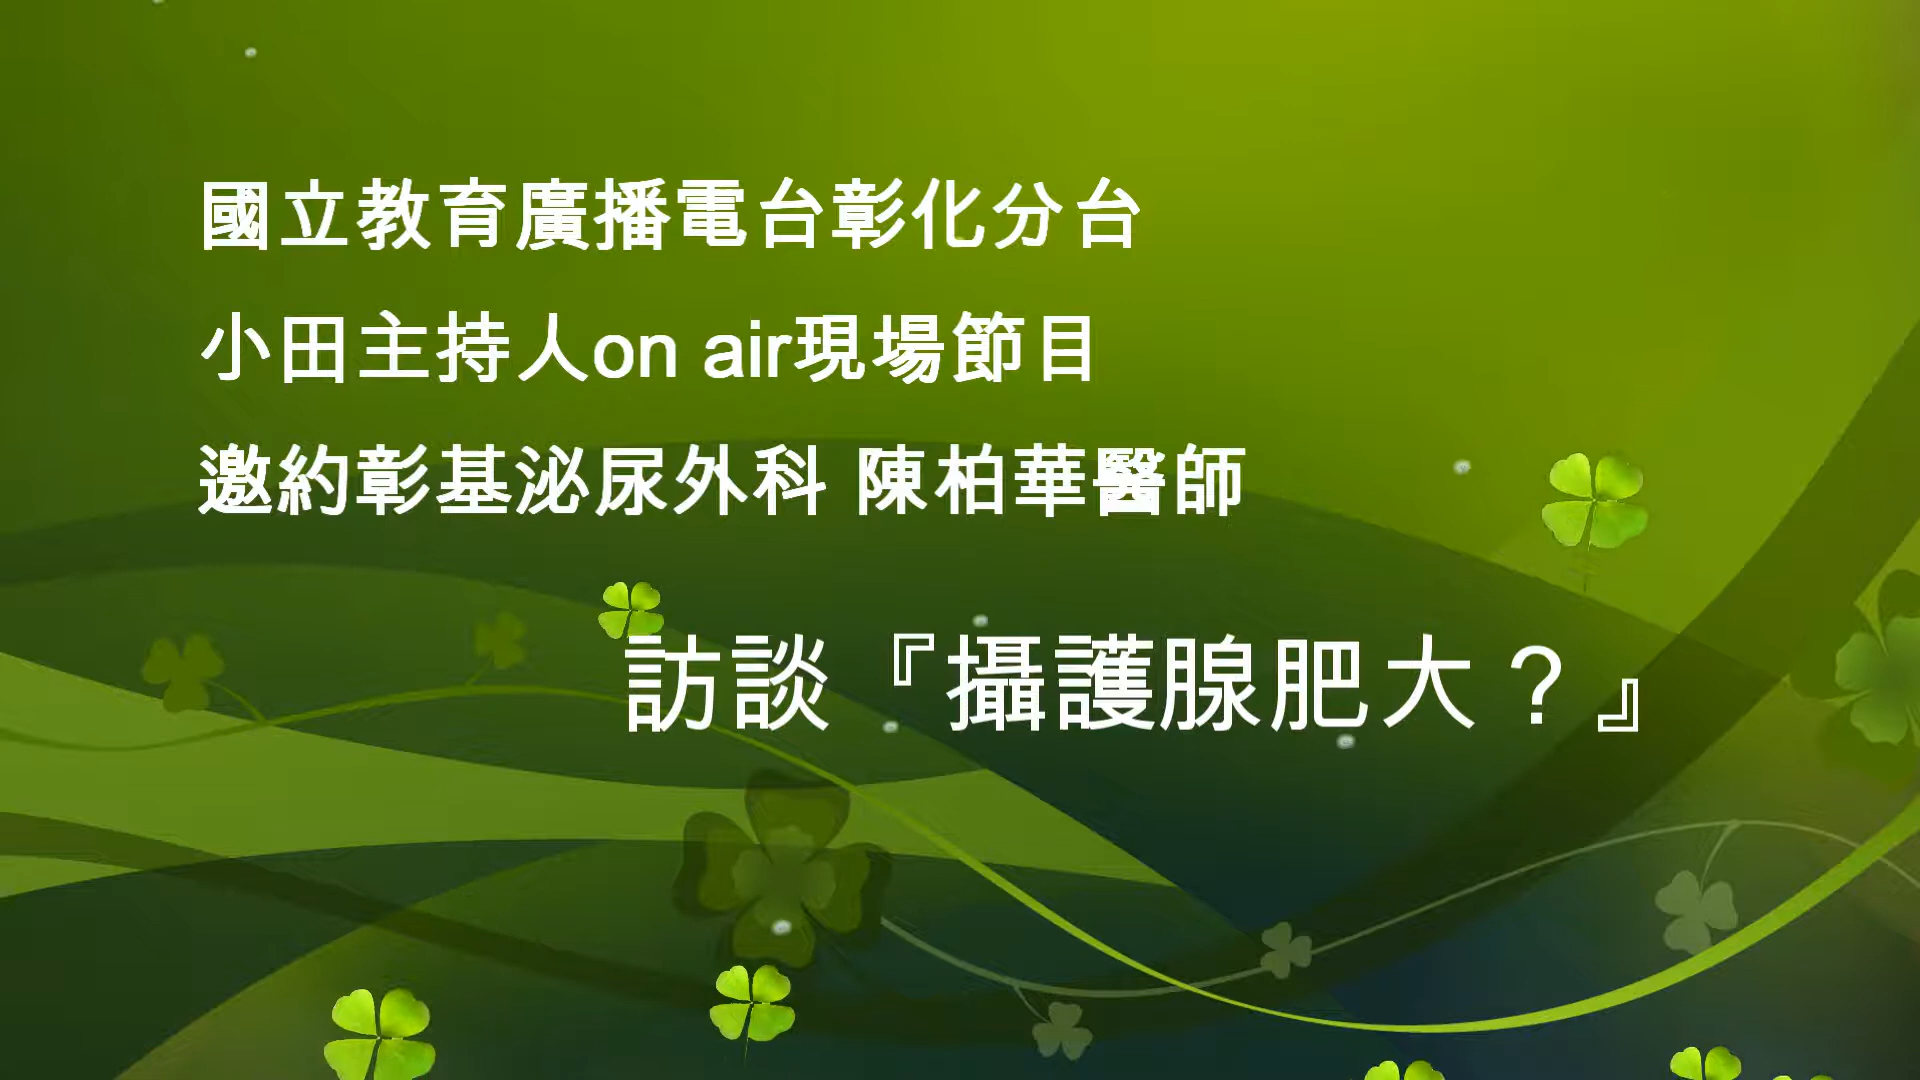 國立教育廣播電台彰化分台
小田主持人on air現場節目
邀約彰基泌尿外科 陳柏華醫師
訪談『攝護腺肥大？』